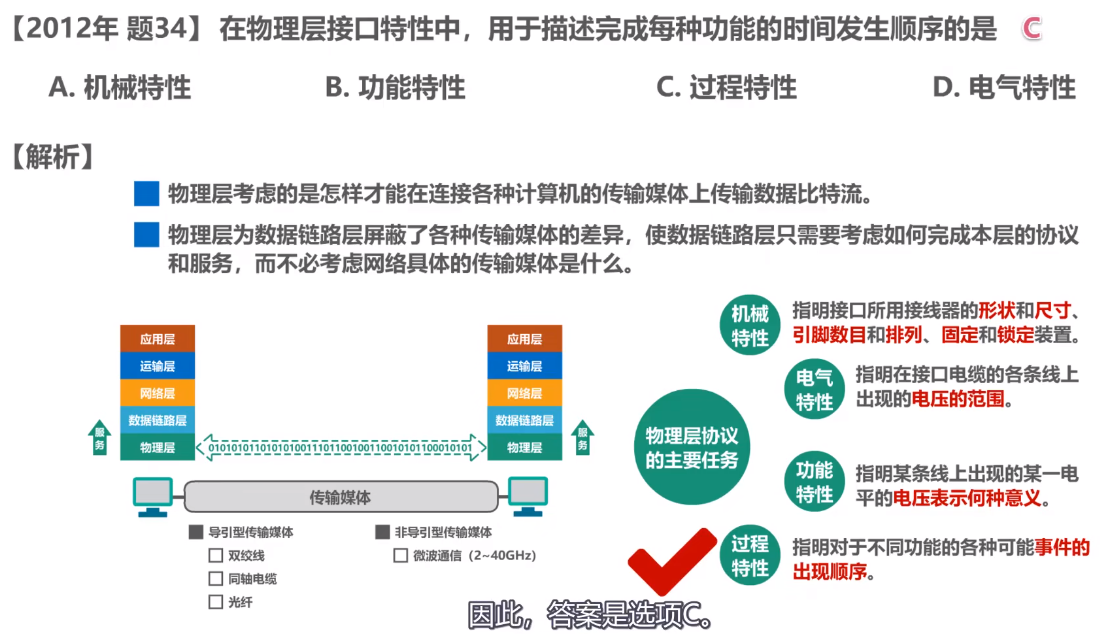 【2012年 题34】 在物理层接口特性中，用于描述完成每种功能的时间发生顺序的是 C
A. 机械特性 B. 功能特性 C. 过程特性 D. 电气特性
【解析】
物理层考虑的是怎样才能在连接各种计算机的传输媒体上传输数据比特流。
物理层为数据链路层屏蔽了各种传输媒体的差异，使数据链路层只需要考虑如何完成本层的协议
和服务，而不必考虑网络具体的传输媒体是什么。
应用层
运输层
网络层
数据链路层
物理层
服务
0101010110101010011101100100110010101100010101
应用层
运输层
网络层
数据链路层
物理层
服务
传输媒体
导引型传输媒体
双绞线
同轴电缆
光纤
非导引型传输媒体
微波通信（2~40GHz）
物理层协议
的主要任务
机械
特性
指明接口所用接线器的形状和尺寸、
引脚数目和排列、固定和锁定装置。
电气
特性
指明在接口电缆的各条线上
出现的电压的范围。
功能
特性
指明某条线上出现的某一电
平的电压表示何种意义。
过程
特性
指明对于不同功能的各种可能事件的
出现顺序。
因此，答案是选项C。